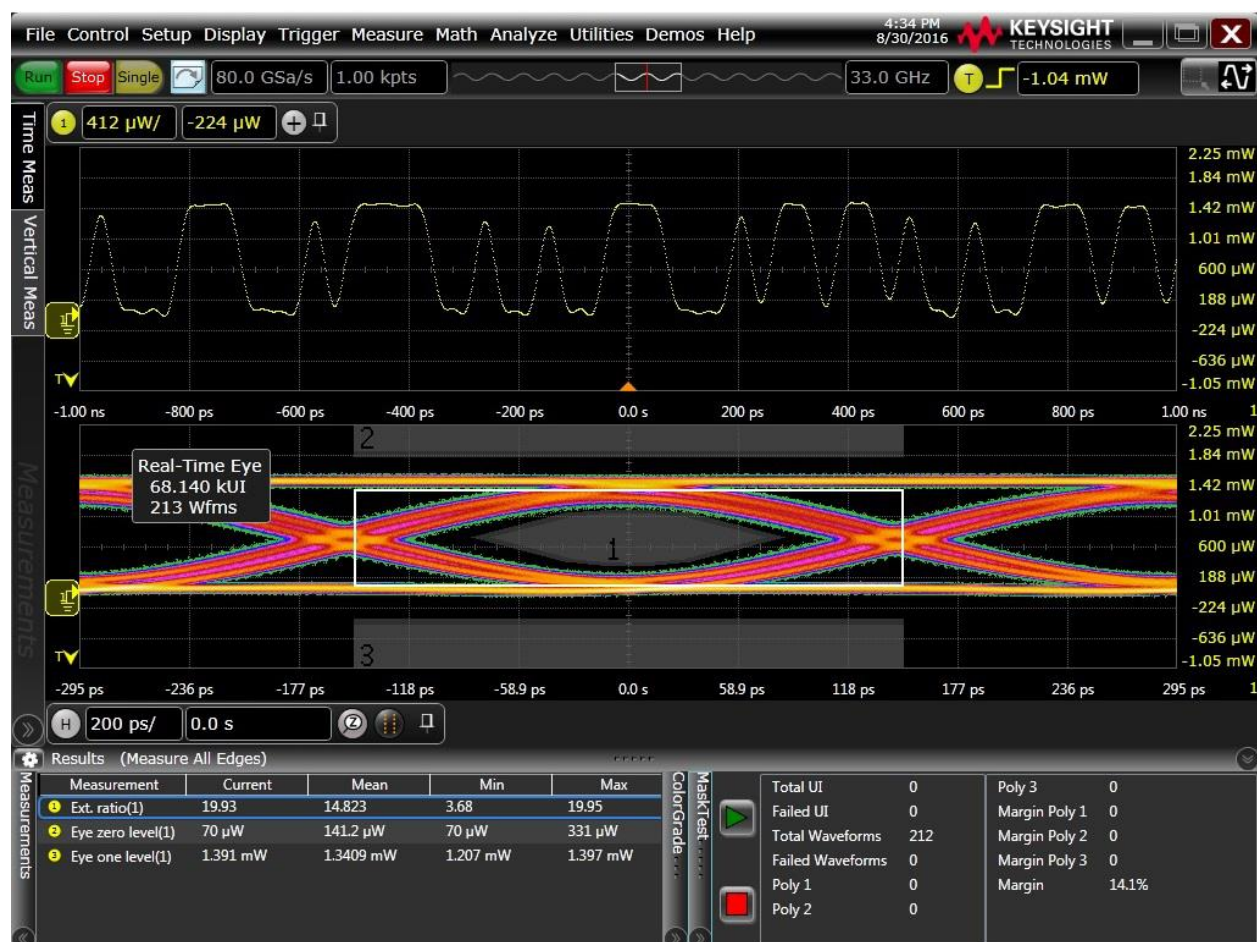 File Control Setup Display Trigger Measure Math Analyze Utilities Demos Help
4:34 PM
8/30/2016
KEYSIGHT
TECHNOLOGIES
Run Stop Single 80.0 GSa/s 1.00 kpts 33.0 GHz T -1.04 mW
Time Meas
Vertical Meas
Measurements
1 412 µW/ -224 µW
2.25 mW
1.84 mW
1.42 mW
1.01 mW
600 µW
188 µW
-224 µW
-636 µW
-1.05 mW
1
T
-1.00 ns -800 ps -600 ps -400 ps -200 ps 0.0 s 200 ps 400 ps 600 ps 800 ps 1.00 ns 1
2
Real-Time Eye
68.140 kUI
213 Wfms
1
3
2.25 mW
1.84 mW
1.42 mW
1.01 mW
600 µW
188 µW
-224 µW
-636 µW
-1.05 mW
1
T
-295 ps -236 ps -177 ps -118 ps -58.9 ps 0.0 s 58.9 ps 118 ps 177 ps 236 ps 295 ps 1
H 200 ps/ 0.0 s Z
Results (Measure All Edges)
Measurements
Measurement Current Mean Min Max
1 Ext. ratio(1) 19.93 14.823 3.68 19.95
2 Eye zero level(1) 70 µW 141.2 µW 70 µW 331 µW
3 Eye one level(1) 1.391 mW 1.3409 mW 1.207 mW 1.397 mW
ColorGrade
MaskTest
Total UI 0 Poly 3 0
Failed UI 0 Margin Poly 1 0
Total Waveforms 212 Margin Poly 2 0
Failed Waveforms 0 Margin Poly 3 0
Poly 1 0 Margin 14.1%
Poly 2 0